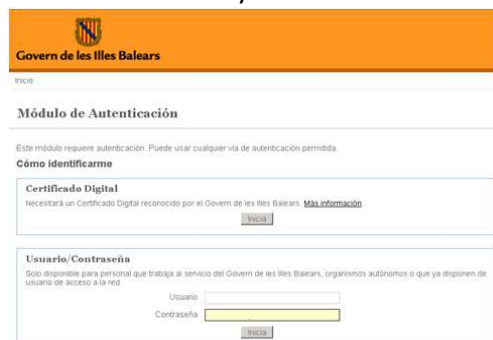 Govern de les Illes Balears
Inicio
Módulo de Autenticación
Este módulo requiere autenticación. Puede usar cualquier vía de autenticación permitida.
Cómo identificarme
Certificado Digital
Necesitará un Certificado Digital reconocido por el Govern de les Illes Balears. Más información
Inicia
Usuario/Contraseña
Solo disponible para personal que trabaja al servicio del Govern de les Illes Balears, organismos autónomos o que ya disponen de
usuario de acceso a la red.
Usuario
Contraseña
Inicia